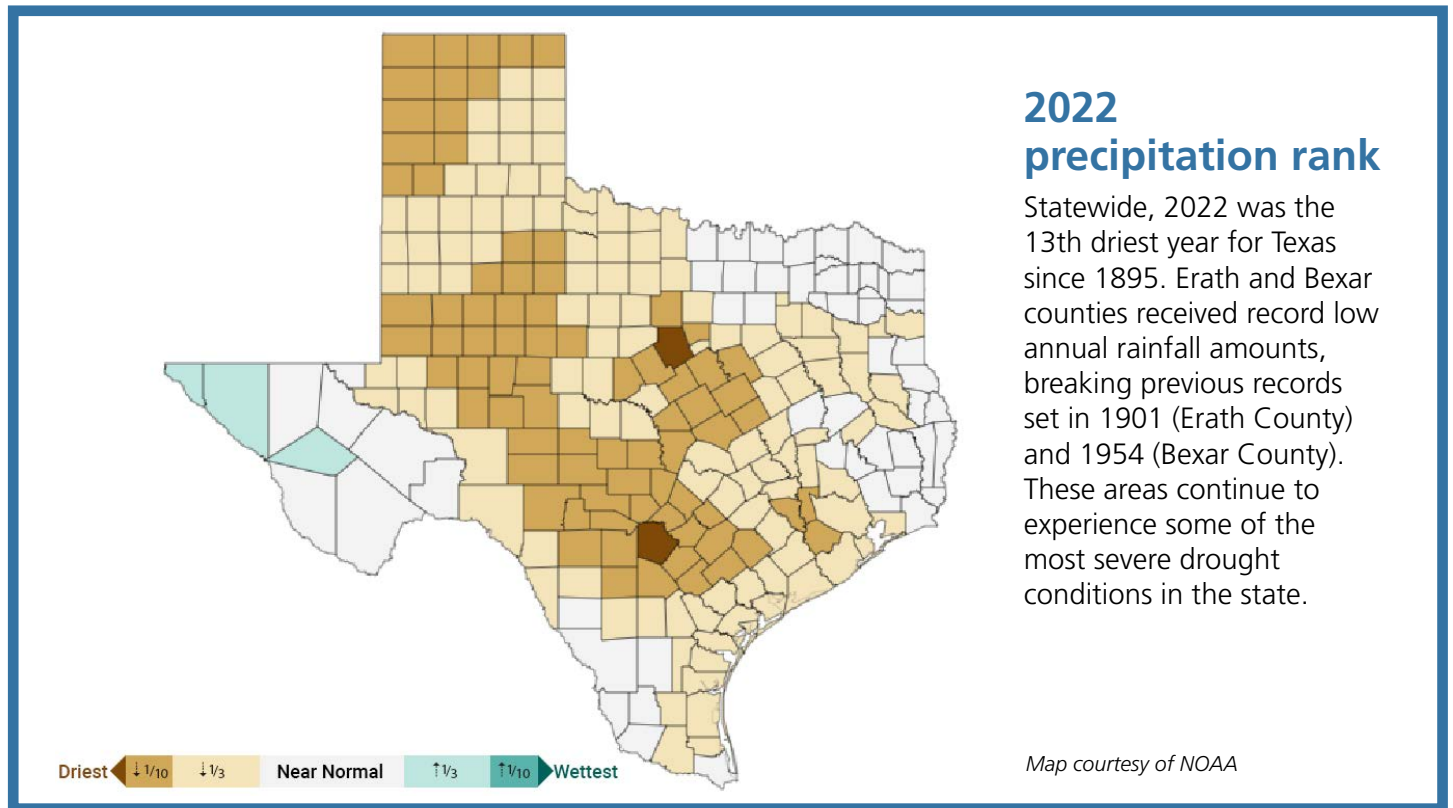 2022
precipitation rank
Statewide, 2022 was the
13th driest year for Texas
since 1895. Erath and Bexar
counties received record low
annual rainfall amounts,
breaking previous records
set in 1901 (Erath County)
and 1954 (Bexar County).
These areas continue to
experience some of the
most severe drought
conditions in the state.
Driest ↓1/10 ↓1/3 Near Normal ↑1/3 ↑1/10 Wettest
Map courtesy of NOAA